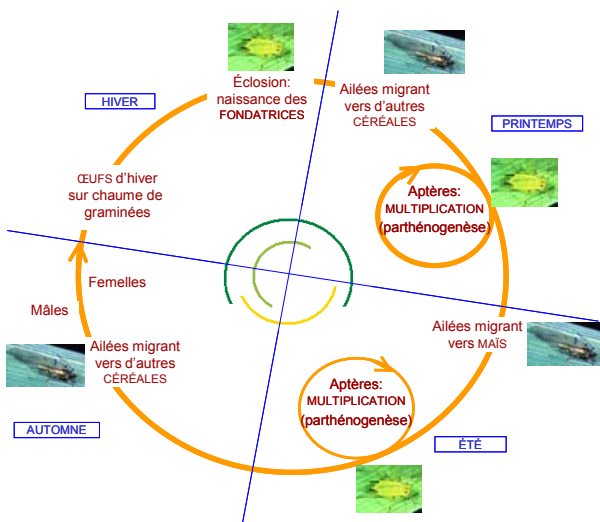 Éclosion:
naissance des
FONDATRICES
Ailées migrant
vers d'autres
CÉRÉALES
HIVER
PRINTEMPS
ŒUFS d'hiver
sur chaume de
graminées
Aptères:
MULTIPLICATION
(parthénogenèse)
Femelles
Mâles
Ailées migrant
vers MAÏS
Ailées migrant
vers d'autres
CÉRÉALES
Aptères:
MULTIPLICATION
(parthénogenèse)
AUTOMNE
ÉTÉ